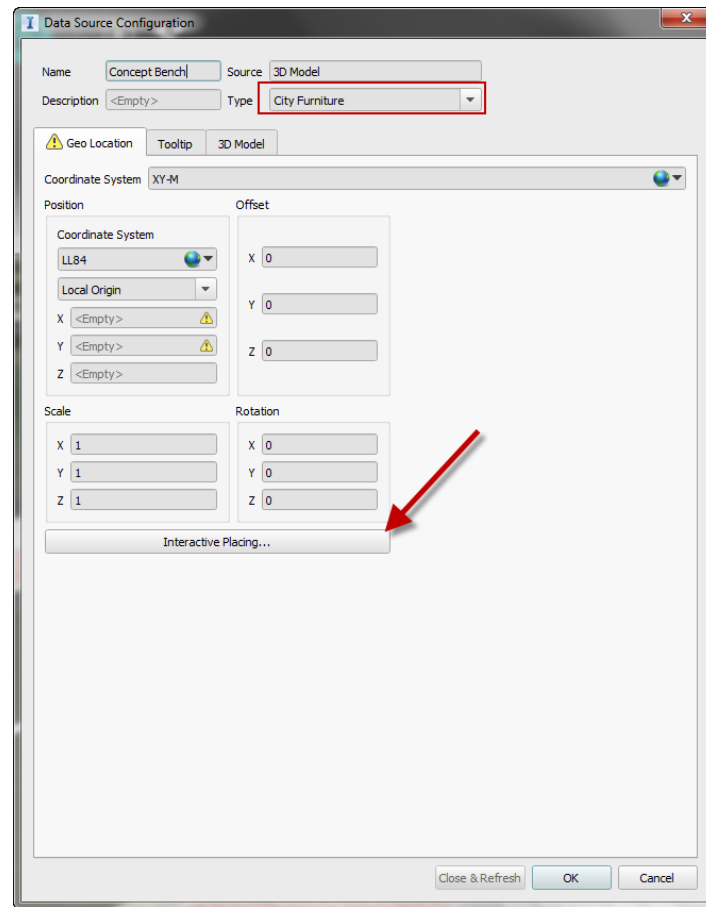 Data Source Configuration
Name Concept Bench Source 3D Model
Description <Empty> Type City Furniture
Geo Location Tooltip 3D Model
Coordinate System XY-M
Position Offset
Coordinate System
LL84
X 0
Local Origin
Y 0
X <Empty>
Y <Empty>
Z 0
Z <Empty>
Scale Rotation
X 1 X 0
Y 1 Y 0
Z 1 Z 0
Interactive Placing...
Close & Refresh OK Cancel